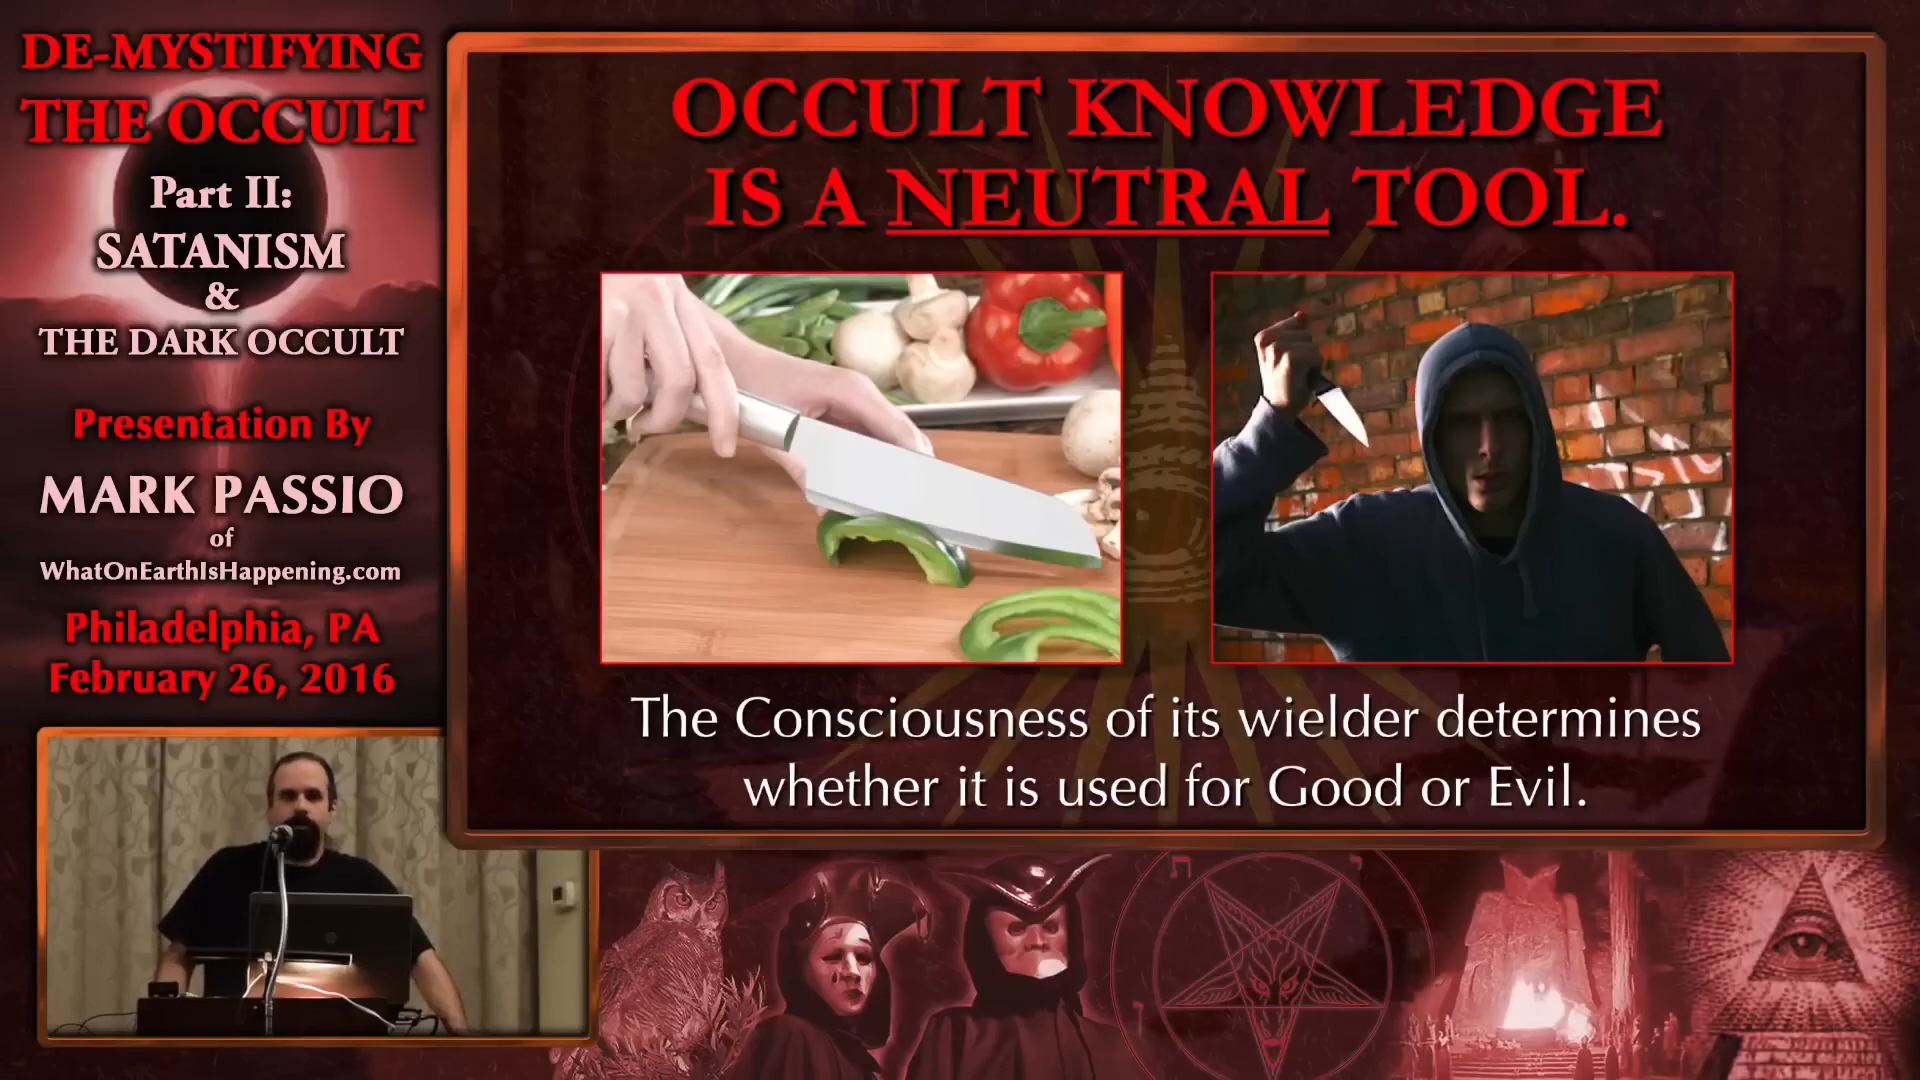 DE-MYSTIFYING
THE OCCULT
Part II:
SATANISM
&
THE DARK OCCULT
Presentation By
MARK PASSIO
of
WhatOnEarthIsHappening.com
Philadelphia, PA
February 26, 2016
OCCULT KNOWLEDGE
IS A NEUTRAL TOOL.
The Consciousness of its wielder determines
whether it is used for Good or Evil.